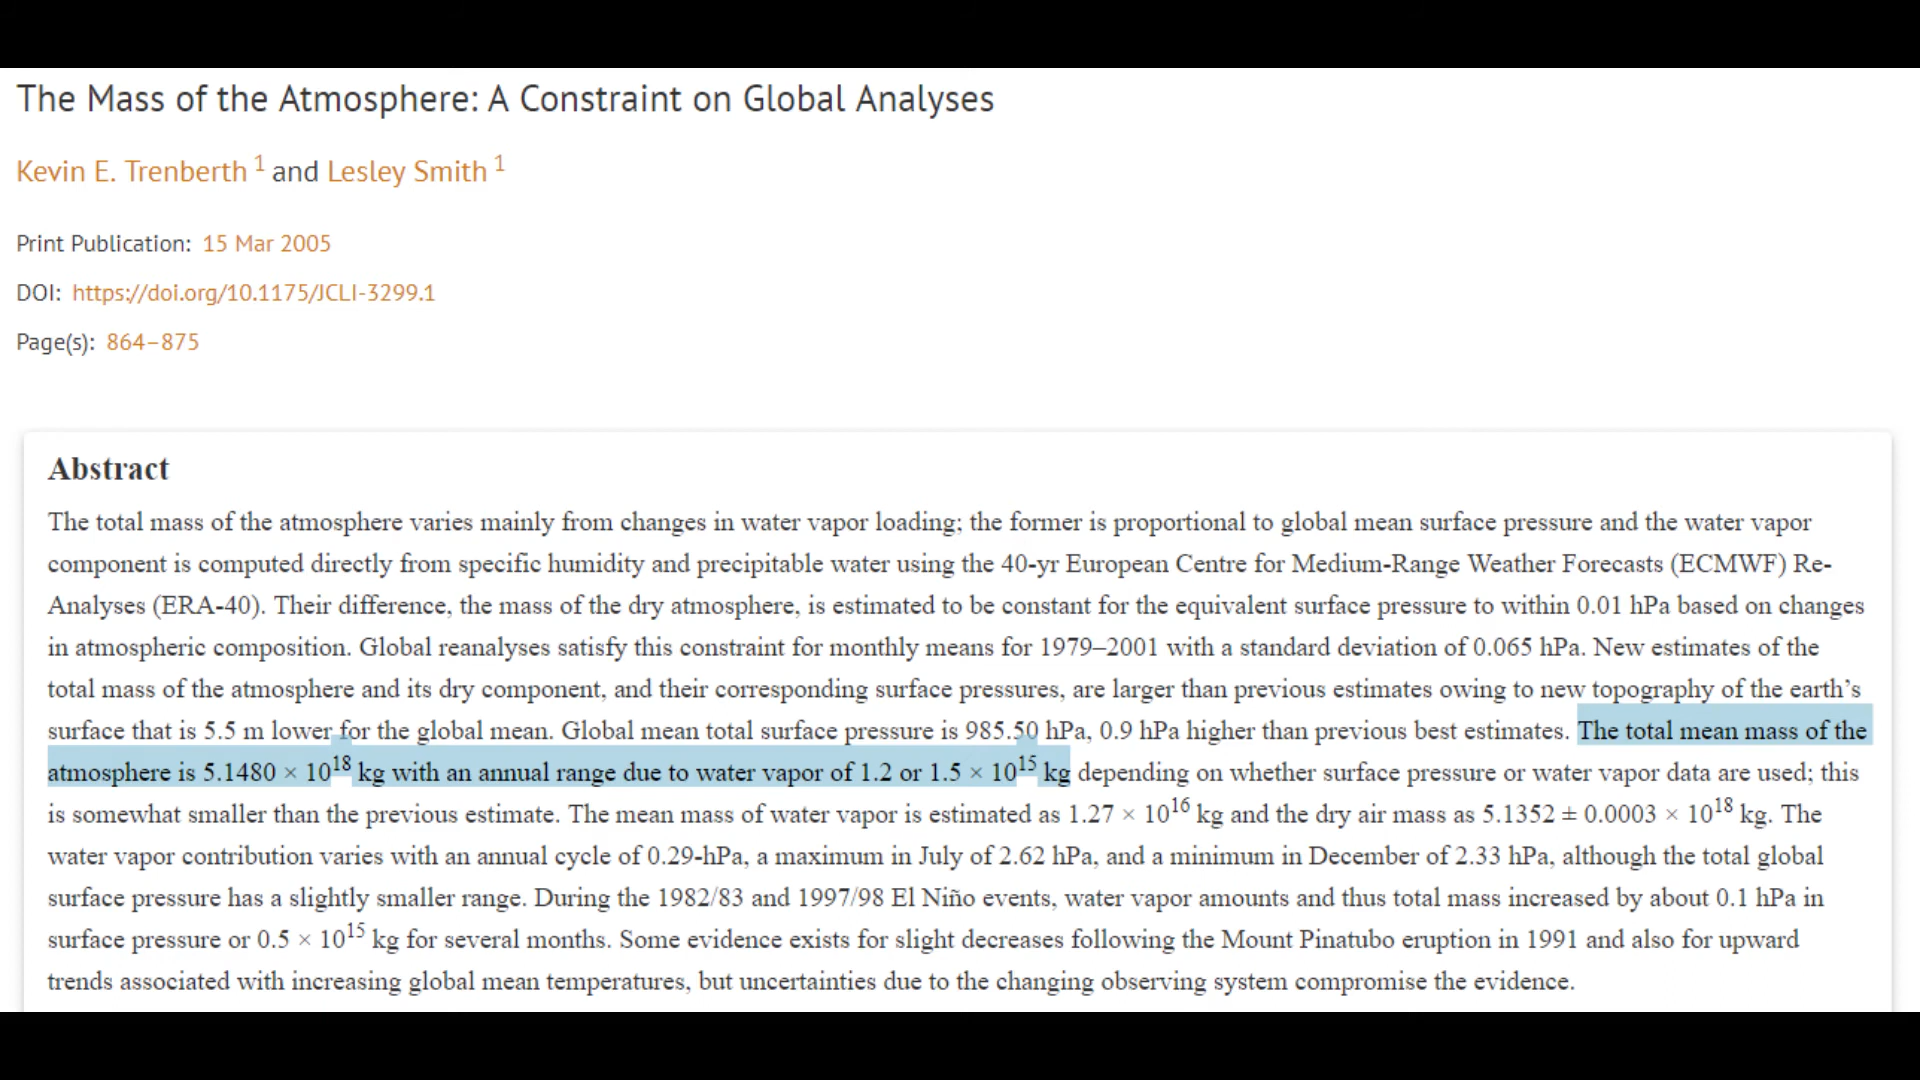 The Mass of the Atmosphere: A Constraint on Global Analyses
Kevin E. Trenberth 1 and Lesley Smith 1
Print Publication: 15 Mar 2005
DOI: https://doi.org/10.1175/JCLI-3299.1
Page(s): 864–875
Abstract
The total mass of the atmosphere varies mainly from changes in water vapor loading; the former is proportional to global mean surface pressure and the water vapor
component is computed directly from specific humidity and precipitable water using the 40-yr European Centre for Medium-Range Weather Forecasts (ECMWF) Re-
Analyses (ERA-40). Their difference, the mass of the dry atmosphere, is estimated to be constant for the equivalent surface pressure to within 0.01 hPa based on changes
in atmospheric composition. Global reanalyses satisfy this constraint for monthly means for 1979–2001 with a standard deviation of 0.065 hPa. New estimates of the
total mass of the atmosphere and its dry component, and their corresponding surface pressures, are larger than previous estimates owing to new topography of the earth’s
surface that is 5.5 m lower for the global mean. Global mean total surface pressure is 985.50 hPa, 0.9 hPa higher than previous best estimates. The total mean mass of the
atmosphere is 5.1480 × 10^18 kg with an annual range due to water vapor of 1.2 or 1.5 × 10^15 kg depending on whether surface pressure or water vapor data are used; this
is somewhat smaller than the previous estimate. The mean mass of water vapor is estimated as 1.27 × 10^16 kg and the dry air mass as 5.1352 ± 0.0003 × 10^18 kg. The
water vapor contribution varies with an annual cycle of 0.29-hPa, a maximum in July of 2.62 hPa, and a minimum in December of 2.33 hPa, although the total global
surface pressure has a slightly smaller range. During the 1982/83 and 1997/98 El Niño events, water vapor amounts and thus total mass increased by about 0.1 hPa in
surface pressure or 0.5 × 10^15 kg for several months. Some evidence exists for slight decreases following the Mount Pinatubo eruption in 1991 and also for upward
trends associated with increasing global mean temperatures, but uncertainties due to the changing observing system compromise the evidence.